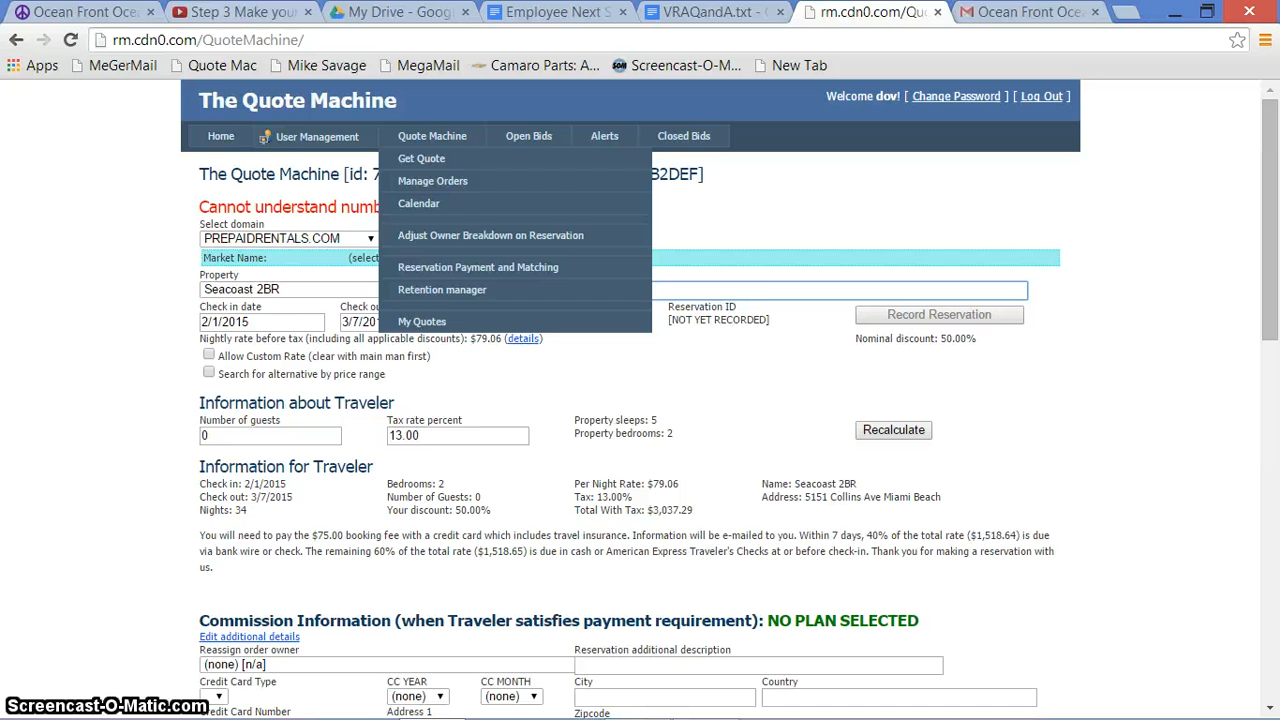 Ocean Front Oce
Step 3 Make you
My Drive - Goog
Employee Next S
VRAQandA.txt - G
rm.cdn0.com/Qu
Ocean Front Oce
rm.cdn0.com/QuoteMachine/
Apps MeGerMail Quote Mac Mike Savage MegaMail Camaro Parts: A... Screencast-O-M... New Tab
The Quote Machine
Welcome dov! [ Change Password ] [ Log Out ]
Home User Management Quote Machine Open Bids Alerts Closed Bids
Get Quote
Manage Orders
Calendar
Adjust Owner Breakdown on Reservation
Reservation Payment and Matching
Retention manager
My Quotes
The Quote Machine [id: 7 B2DEF]
Cannot understand numb
Select domain
PREPAIDRENTALS.COM
Market Name: (select
Property
Seacoast 2BR
Check in date Check ou Reservation ID
2/1/2015 3/7/201 [NOT YET RECORDED] Record Reservation
Nightly rate before tax (including all applicable discounts): $79.06 (details) Nominal discount: 50.00%
Allow Custom Rate (clear with main man first)
Search for alternative by price range
Information about Traveler
Number of guests Tax rate percent Property sleeps: 5
0 13.00 Property bedrooms: 2 Recalculate
Information for Traveler
Check in: 2/1/2015 Bedrooms: 2 Per Night Rate: $79.06 Name: Seacoast 2BR
Check out: 3/7/2015 Number of Guests: 0 Tax: 13.00% Address: 5151 Collins Ave Miami Beach
Nights: 34 Your discount: 50.00% Total With Tax: $3,037.29
You will need to pay the $75.00 booking fee with a credit card which includes travel insurance. Information will be e-mailed to you. Within 7 days, 40% of the total rate ($1,518.64) is due
via bank wire or check. The remaining 60% of the total rate ($1,518.65) is due in cash or American Express Traveler's Checks at or before check-in. Thank you for making a reservation with
us.
Commission Information (when Traveler satisfies payment requirement): NO PLAN SELECTED
Edit additional details
Reassign order owner Reservation additional description
(none) [n/a]
Credit Card Type CC YEAR CC MONTH City Country
(none) (none)
Credit Card Number Address 1 Zipcode
Screencast-O-Matic.com